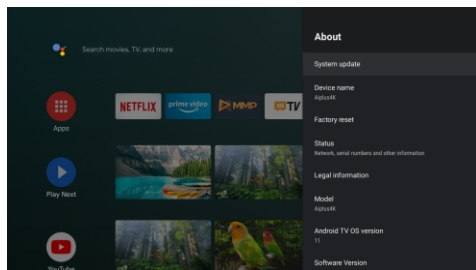 Search movies, TV, and more
Apps
NETFLIX
prime video
MMP
TV
Play Next
YouTube
About
System update
Device name
Aiplus4K
Factory reset
Status
Network, serial numbers and other information
Legal information
Model
Aiplus4K
Android TV OS version
11
Software Version